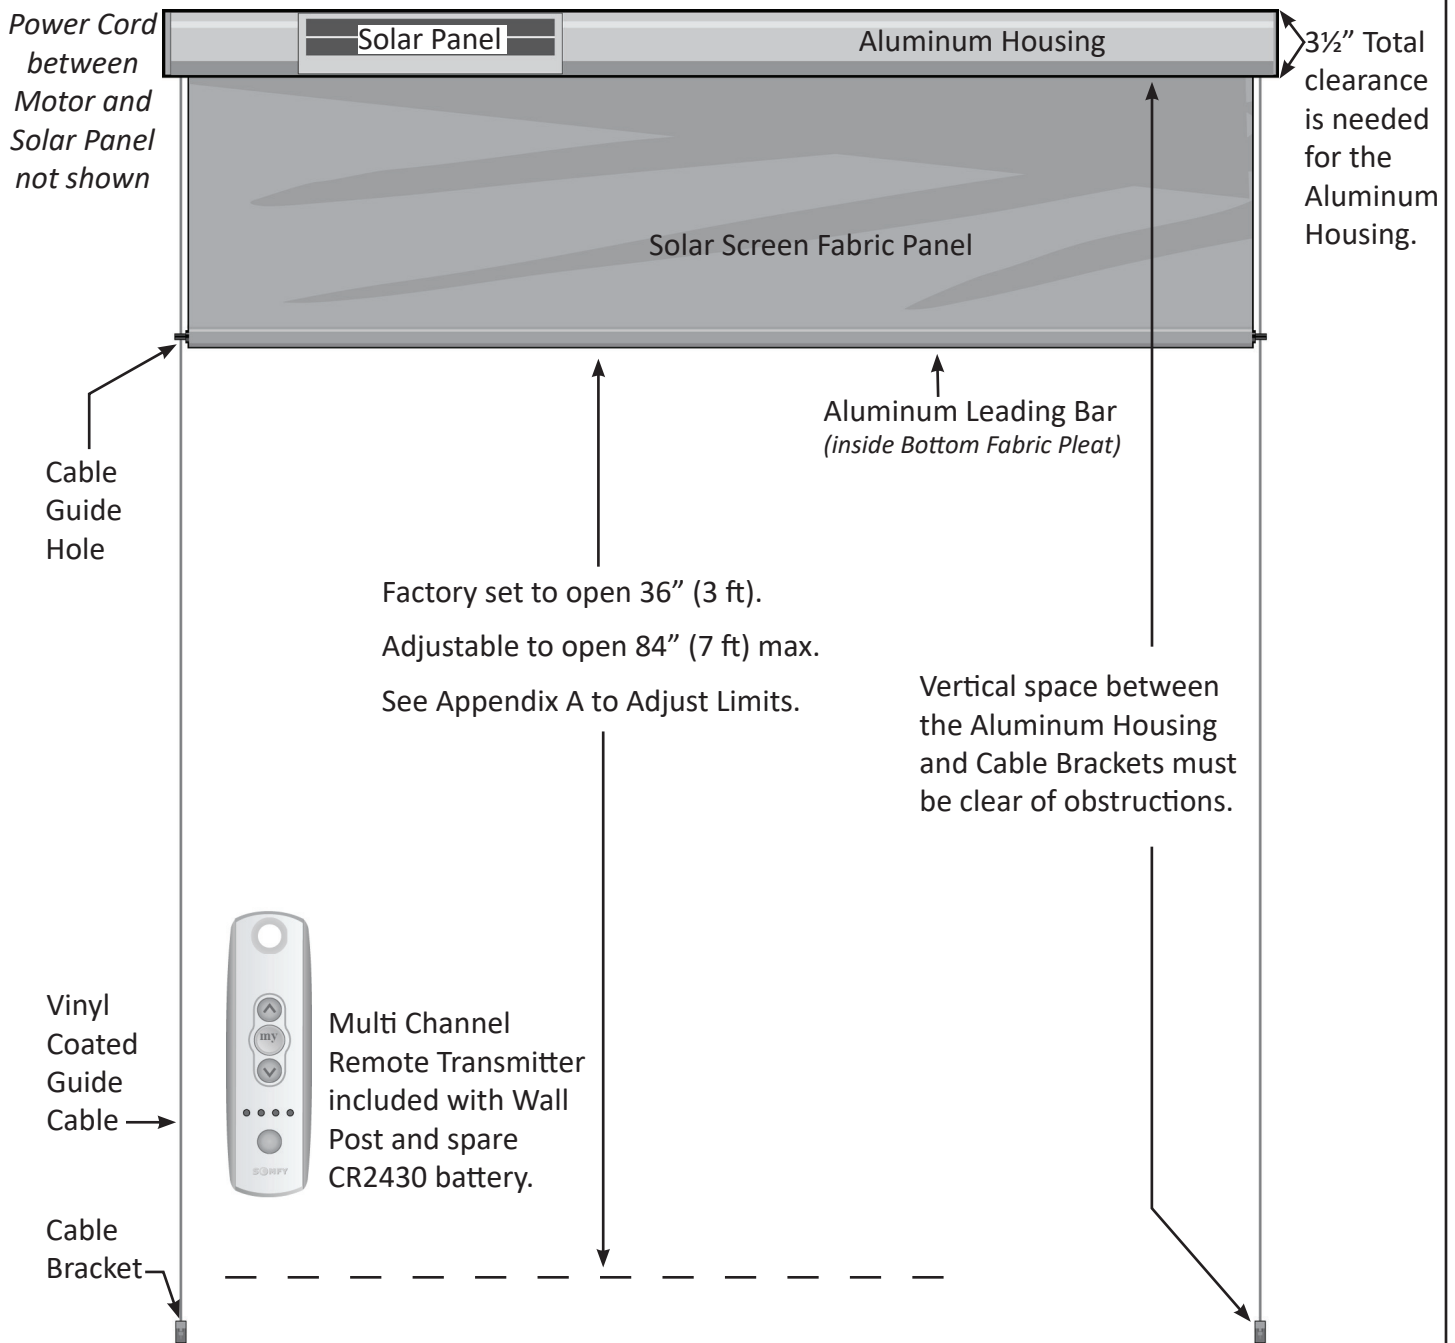 Power Cord
between
Motor and
Solar Panel
not shown
Solar Panel
Aluminum Housing
3½” Total
clearance
is needed
for the
Aluminum
Housing.
Solar Screen Fabric Panel
Aluminum Leading Bar
(inside Bottom Fabric Pleat)
Cable
Guide
Hole
Factory set to open 36” (3 ft).
Adjustable to open 84” (7 ft) max.
See Appendix A to Adjust Limits.
Vertical space between
the Aluminum Housing
and Cable Brackets must
be clear of obstructions.
Vinyl
Coated
Guide
Cable
my
SOMFY
Multi Channel
Remote Transmitter
included with Wall
Post and spare
CR2430 battery.
Cable
Bracket